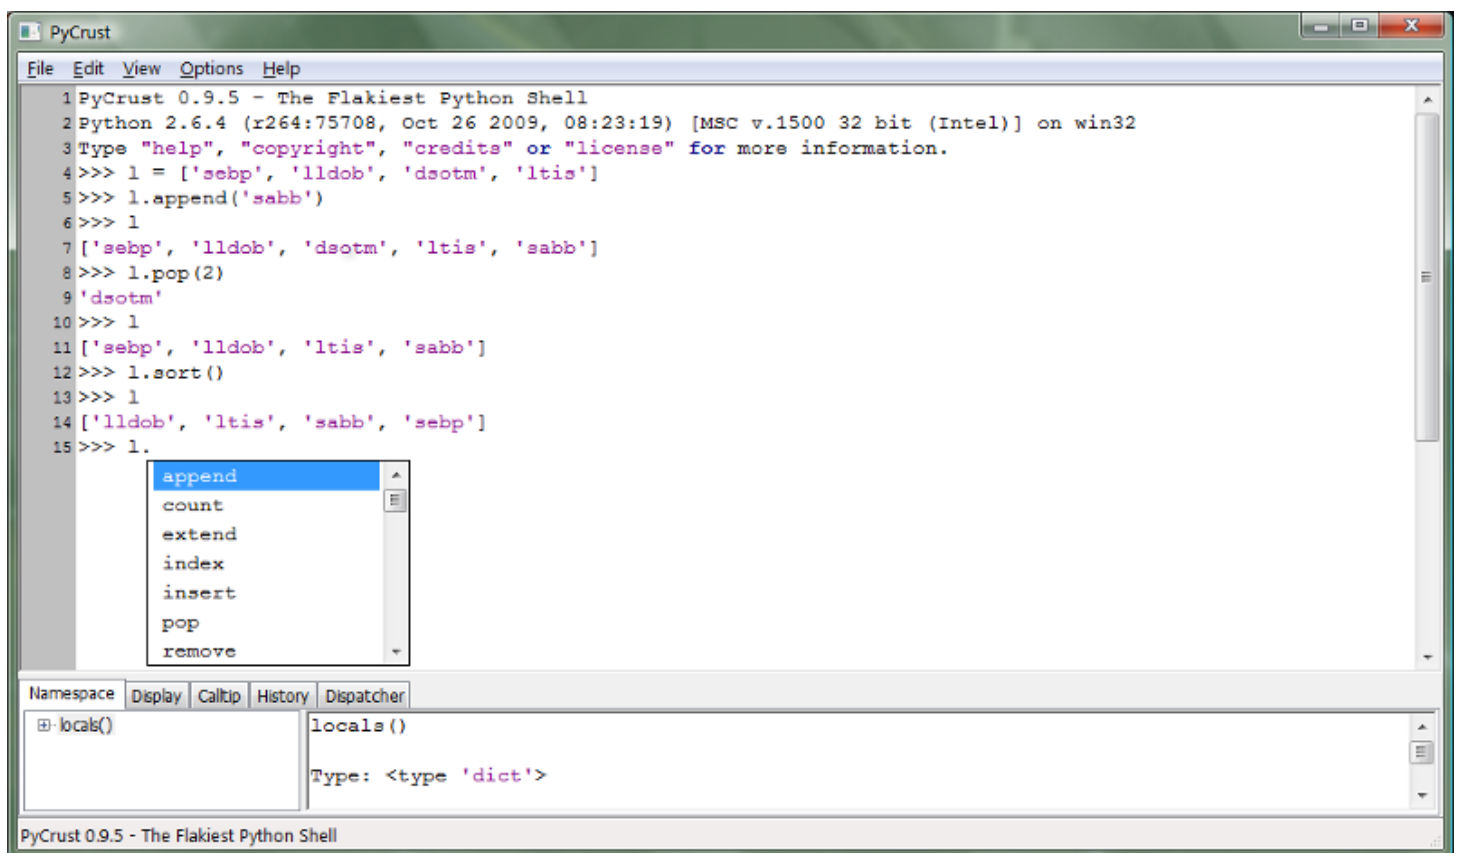 PyCrust
File Edit View Options Help
1 PyCrust 0.9.5 - The Flakiest Python Shell
2 Python 2.6.4 (r264:75708, Oct 26 2009, 08:23:19) [MSC v.1500 32 bit (Intel)] on win32
3 Type "help", "copyright", "credits" or "license" for more information.
4 >>> l = ['sebp', 'lldob', 'dsotm', 'ltis']
5 >>> l.append('sabb')
6 >>> l
7 ['sebp', 'lldob', 'dsotm', 'ltis', 'sabb']
8 >>> l.pop(2)
9 'dsotm'
10 >>> l
11 ['sebp', 'lldob', 'ltis', 'sabb']
12 >>> l.sort()
13 >>> l
14 ['lldob', 'ltis', 'sabb', 'sebp']
15 >>> l.
append
count
extend
index
insert
pop
remove
Namespace Display Calltip History Dispatcher
locals()
locals()
Type: <type 'dict'>
PyCrust 0.9.5 - The Flakiest Python Shell